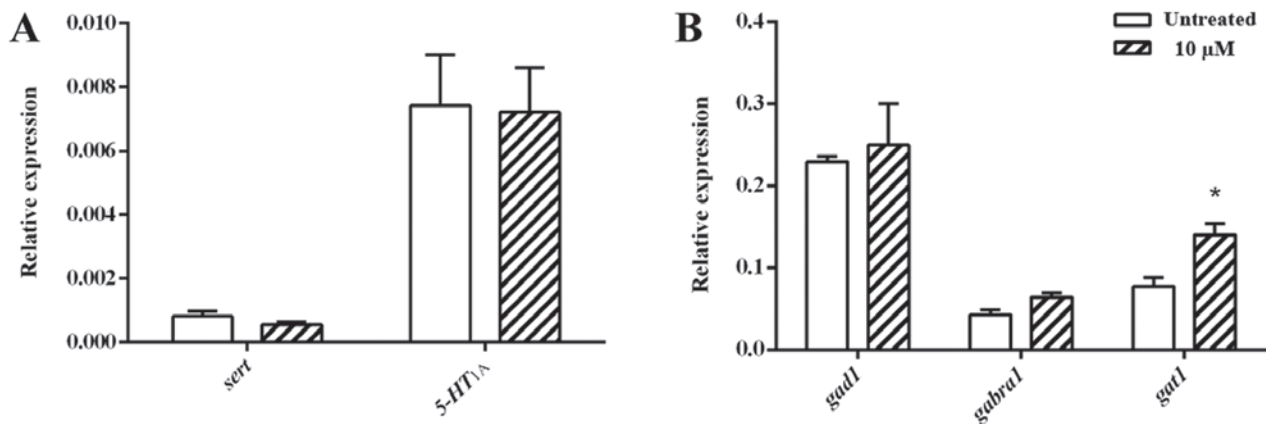 A
Relative expression
0.010
0.008
0.006
0.004
0.002
0.000
sert
5-HT1A
B
Relative expression
0.4
0.3
0.2
0.1
0.0
Untreated
10 µM
*
gad1
gabra1
gat1